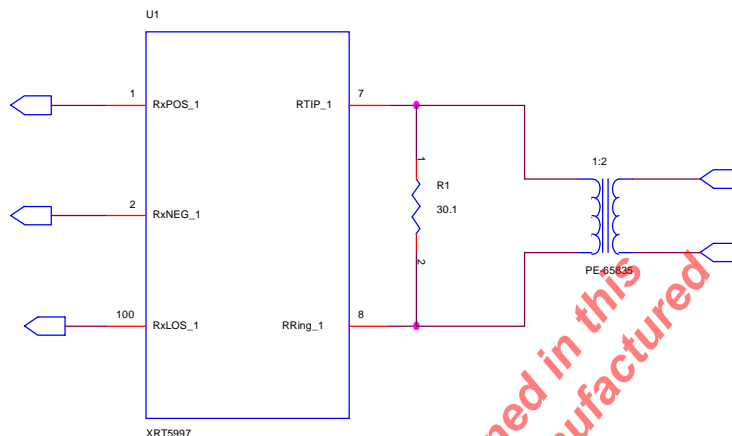 U1
1
RxPOS_1
RTIP_1
7
1
R1
30.1
2
1:2
2
RxNEG_1
PE-65835
100
RxLOS_1
RRing_1
8
XRT5997
ned in this
nufactured